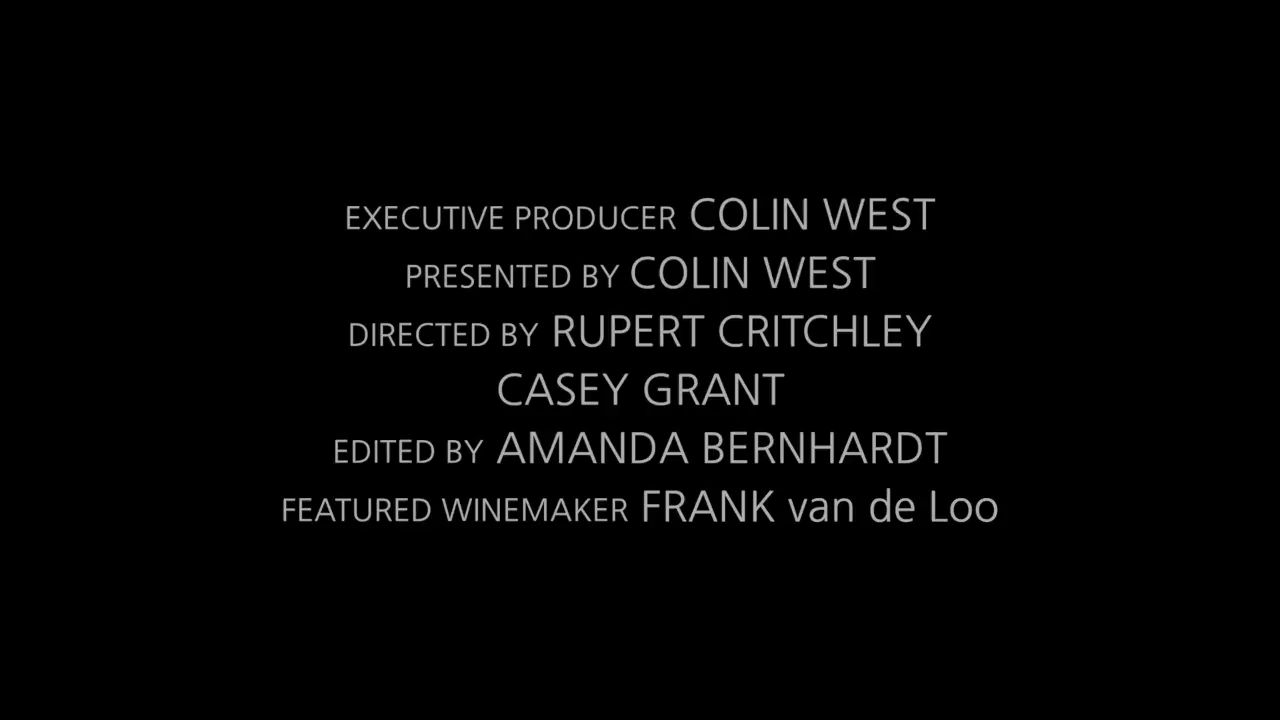 EXECUTIVE PRODUCER COLIN WEST
PRESENTED BY COLIN WEST
DIRECTED BY RUPERT CRITCHLEY
CASEY GRANT
EDITED BY AMANDA BERNHARDT
FEATURED WINEMAKER FRANK van de Loo